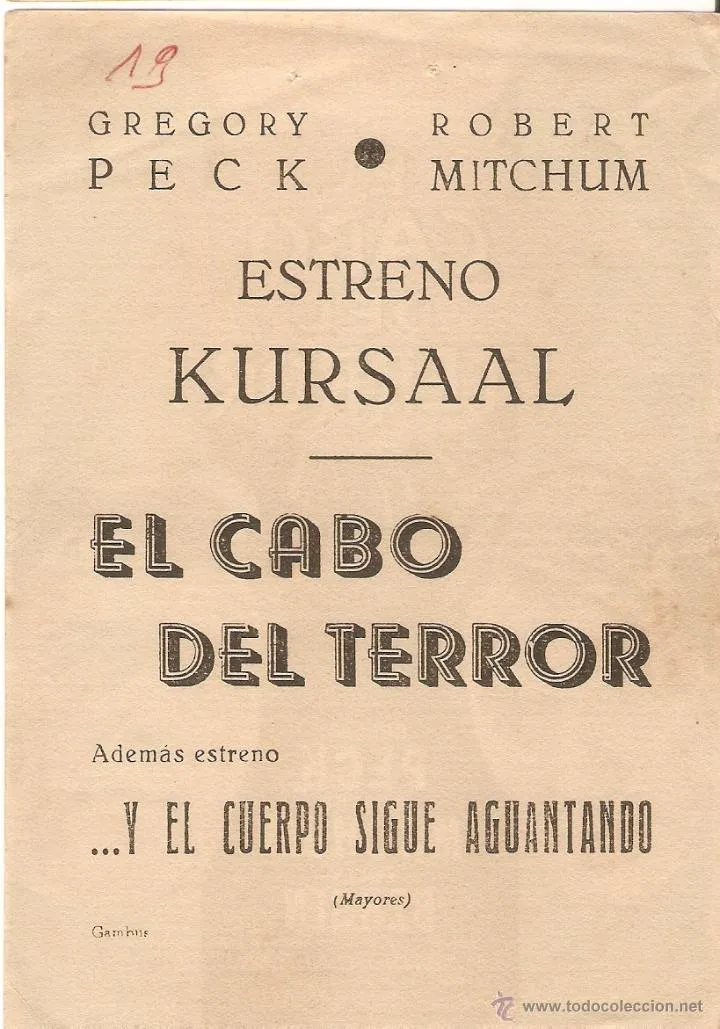 19
GREGORY ROBERT
PECK MITCHUM
ESTRENO
KURSAAL
EL CABO
DEL TERROR
Además estreno
...Y EL CUERPO SIGUE AGUANTANDO
(Mayores)
Gambús
www.todocoleccion.net